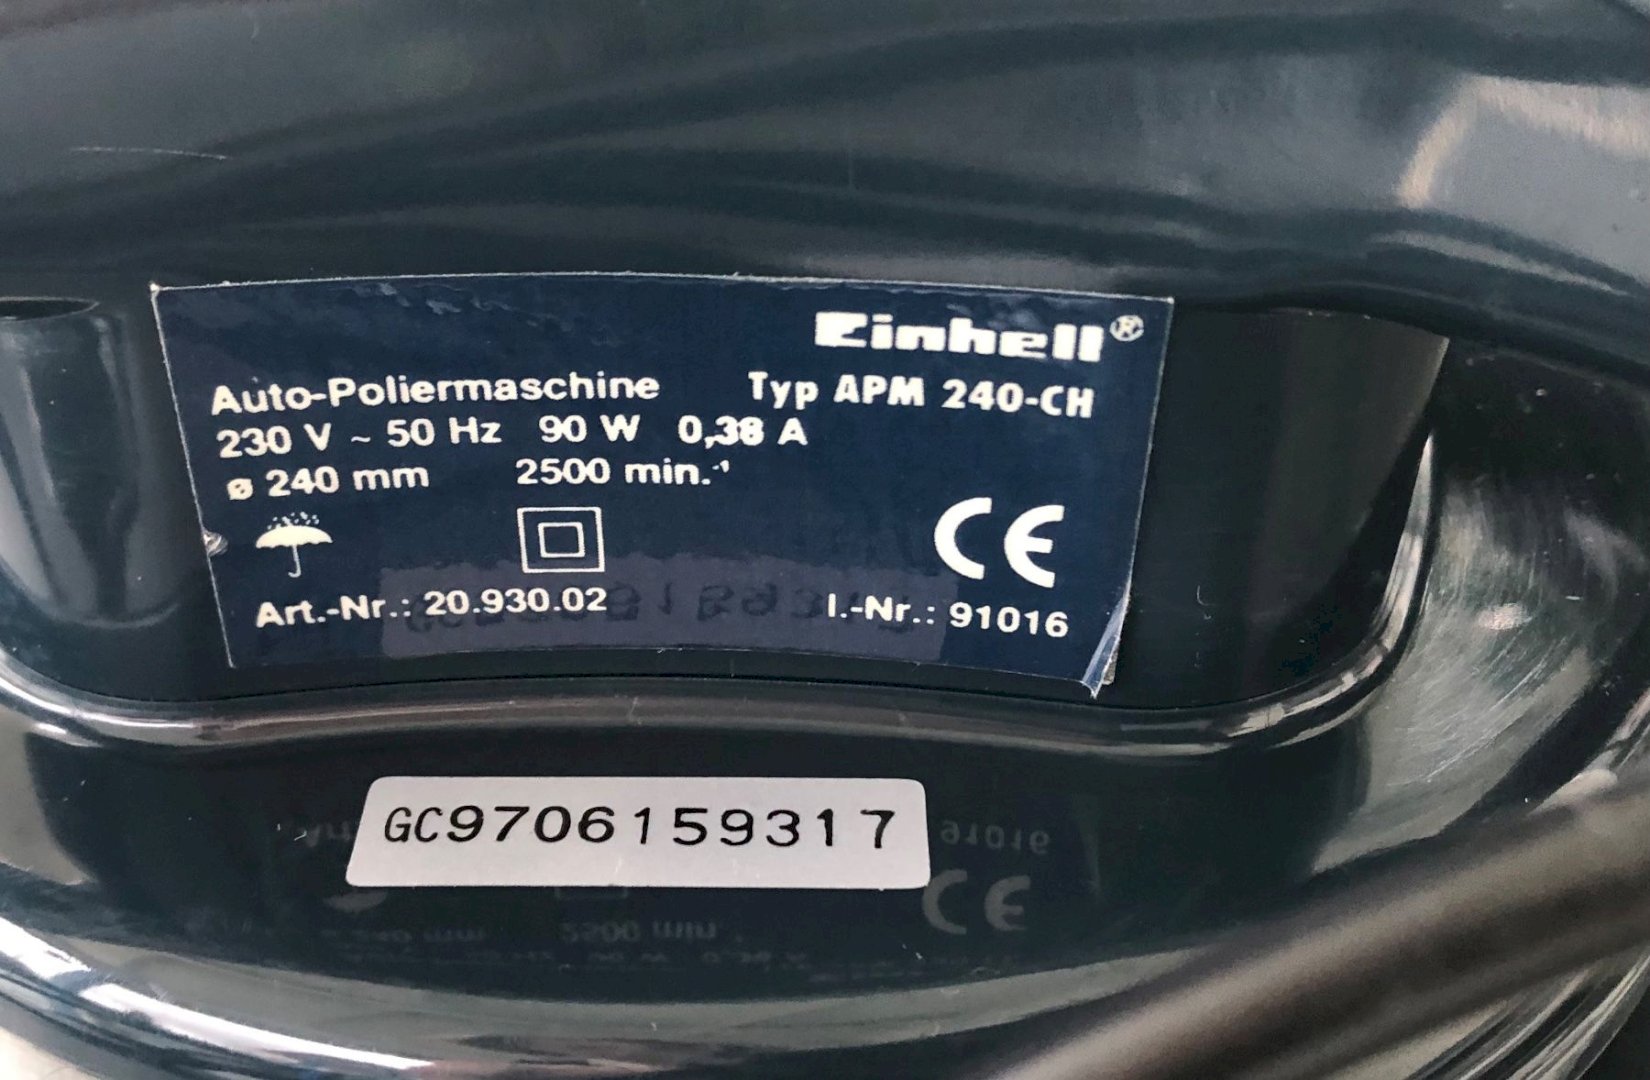 Einhell®
Auto-Poliermaschine Typ APM 240-CH
230 V ~ 50 Hz 90 W 0,38 A
ø 240 mm 2500 min.⁻¹
CE
Art.-Nr.: 20.930.02 I.-Nr.: 91016
GC9706159317